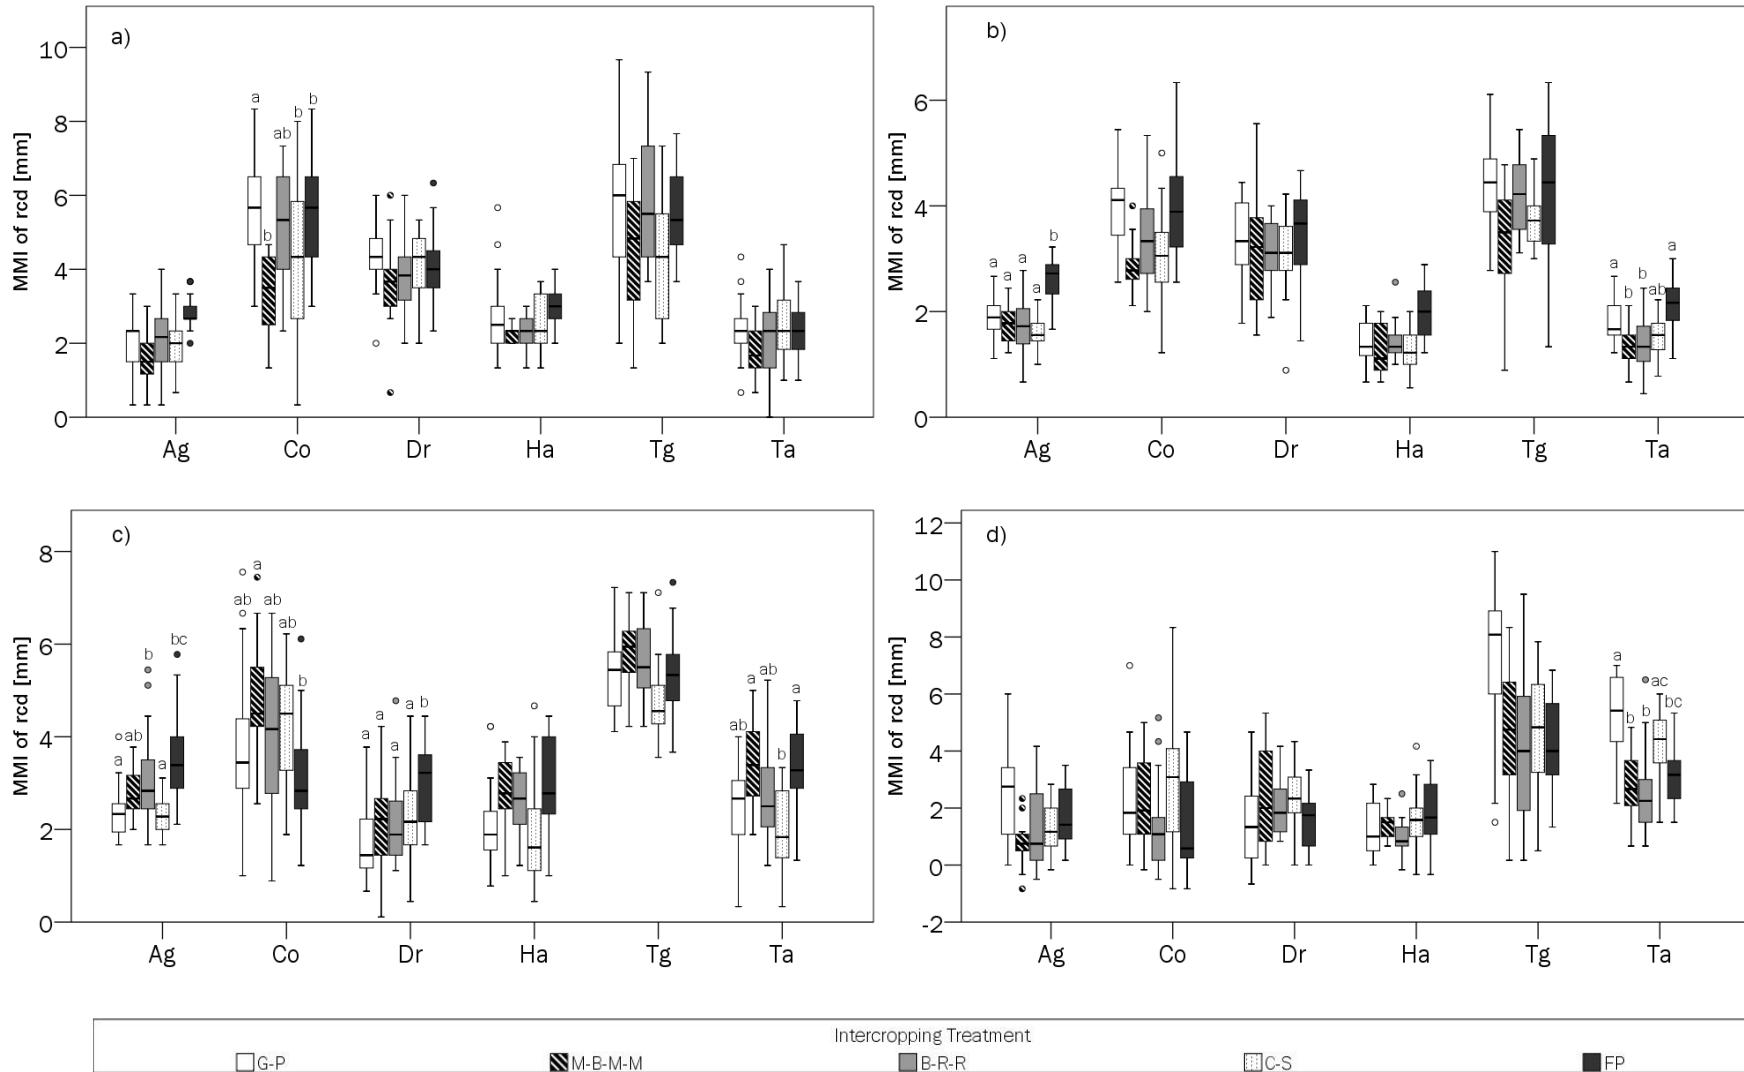 a)
MMI of rcd [mm]
10
8
6
4
2
0
a
b
ab
b
b
Ag Co Dr Ha Tg Ta
b)
MMI of rcd [mm]
6
4
2
0
a a a a b
a b b ab a
Ag Co Dr Ha Tg Ta
c)
MMI of rcd [mm]
8
6
4
2
0
a ab b a bc
ab a ab ab b
a a a b
ab a ab b a
Ag Co Dr Ha Tg Ta
d)
MMI of rcd [mm]
12
10
8
6
4
2
0
-2
a b b ac bc
Ag Co Dr Ha Tg Ta
Intercropping Treatment
G-P M-B-M-M B-R-R C-S FP